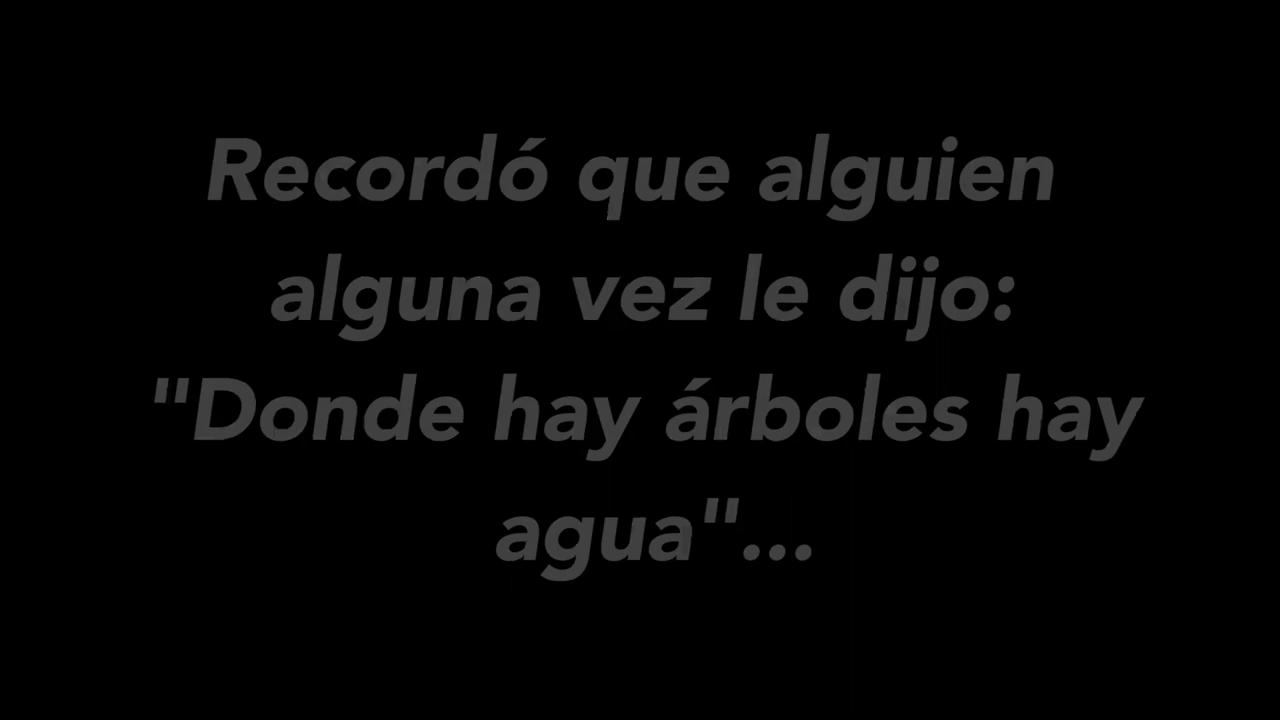 Recordó que alguien
alguna vez le dijo:
"Donde hay árboles hay
agua"...